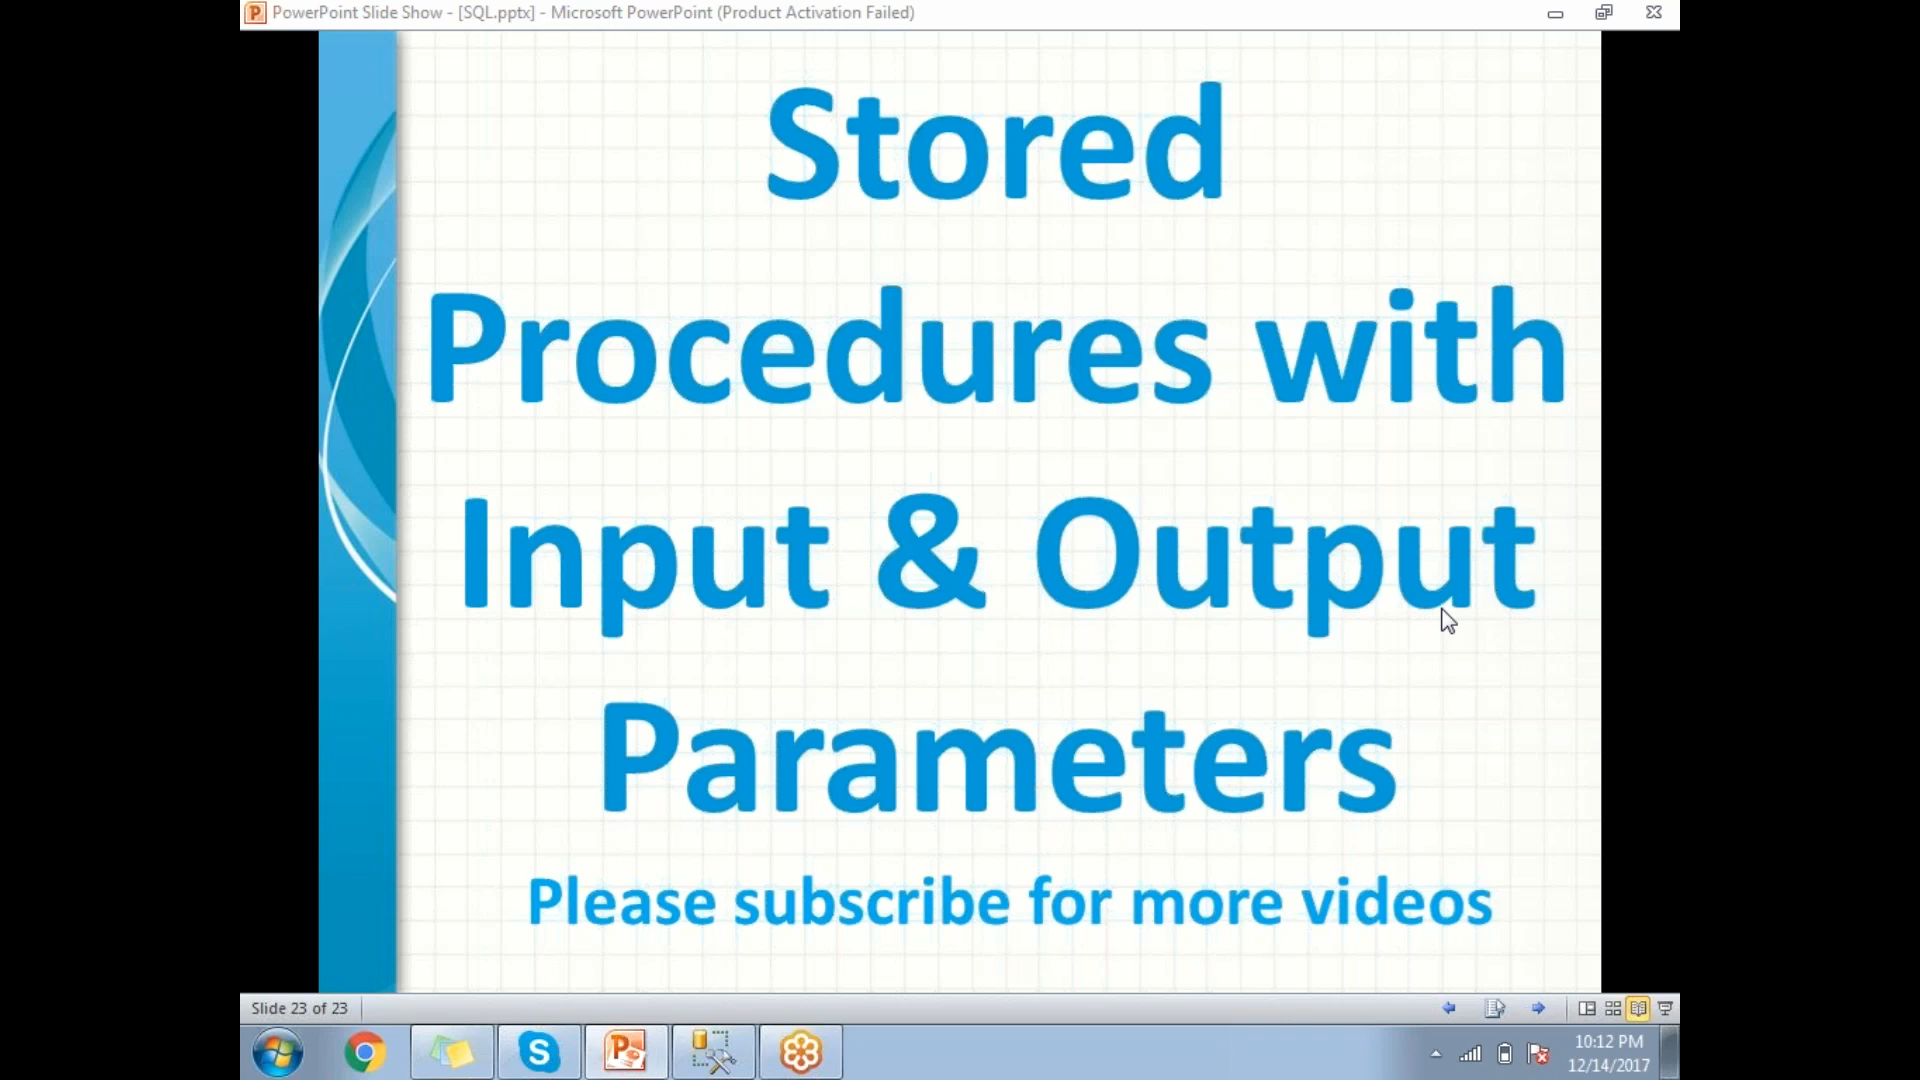 PowerPoint Slide Show - [SQL.pptx] - Microsoft PowerPoint (Product Activation Failed)
Stored
Procedures with
Input & Output
Parameters
Please subscribe for more videos
Slide 23 of 23
10:12 PM
12/14/2017